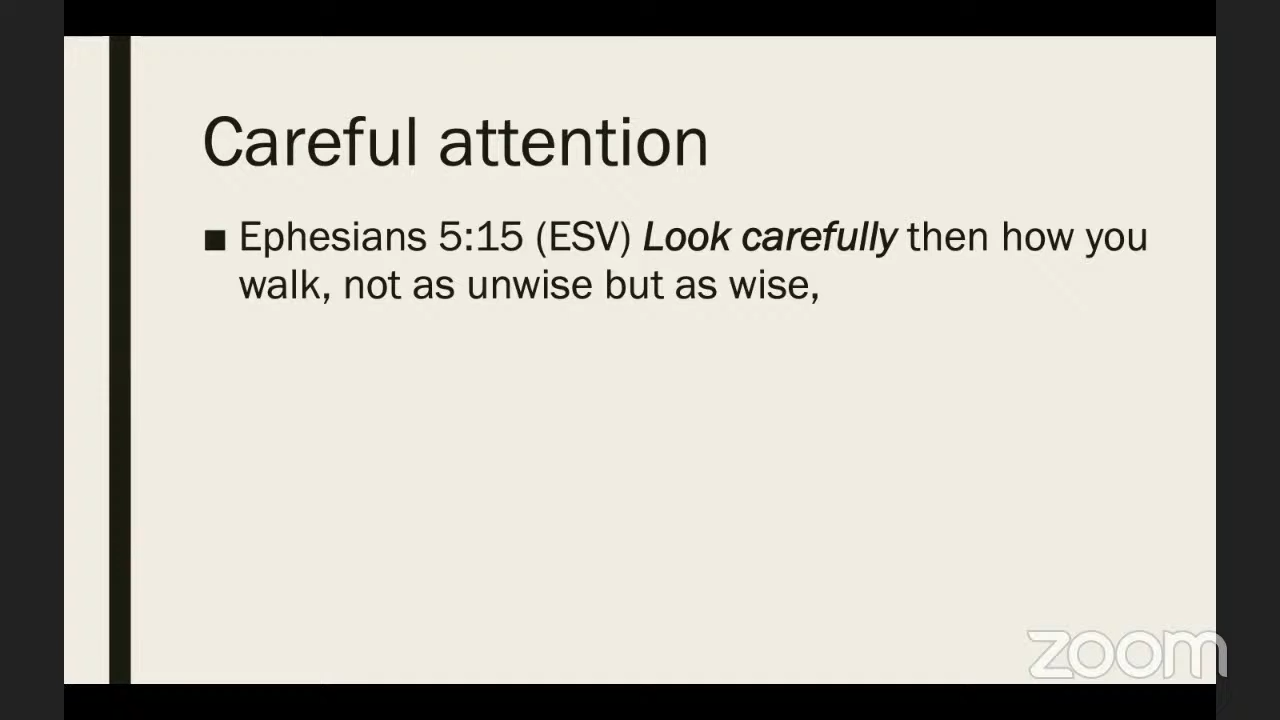 Careful attention
■ Ephesians 5:15 (ESV) Look carefully then how you
walk, not as unwise but as wise,
zoom